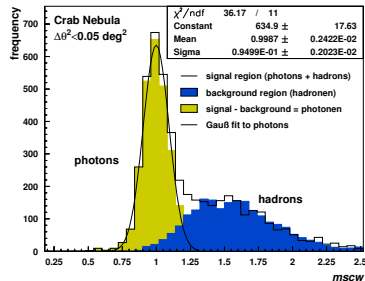 Crab Nebula
Δθ²<0.05 deg²
χ²/ndf 36.17 / 11
Constant 634.9 ± 17.63
Mean 0.9987 ± 0.2422E-02
Sigma 0.9499E-01 ± 0.2023E-02
signal region (photons + hadrons)
background region (hadronen)
signal - background = photonen
Gauß fit to photons
photons
hadrons
frequency
700
600
500
400
300
200
100
0
0.25 0.5 0.75 1 1.25 1.5 1.75 2 2.25 2.5
mscw